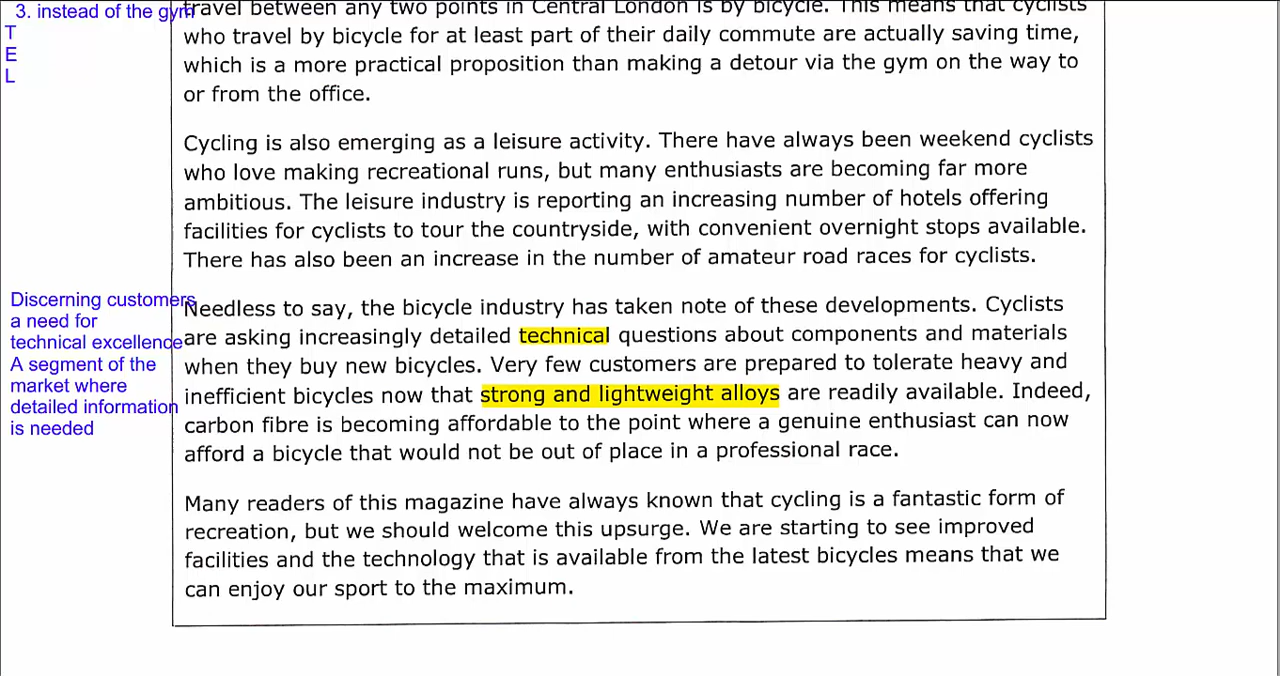 3. instead of the gym
T
E
L
travel between any two points in Central London is by bicycle. This means that cyclists
who travel by bicycle for at least part of their daily commute are actually saving time,
which is a more practical proposition than making a detour via the gym on the way to
or from the office.
Cycling is also emerging as a leisure activity. There have always been weekend cyclists
who love making recreational runs, but many enthusiasts are becoming far more
ambitious. The leisure industry is reporting an increasing number of hotels offering
facilities for cyclists to tour the countryside, with convenient overnight stops available.
There has also been an increase in the number of amateur road races for cyclists.
Discerning customers
a need for
technical excellence
A segment of the
market where
detailed information
is needed
Needless to say, the bicycle industry has taken note of these developments. Cyclists
are asking increasingly detailed technical questions about components and materials
when they buy new bicycles. Very few customers are prepared to tolerate heavy and
inefficient bicycles now that strong and lightweight alloys are readily available. Indeed,
carbon fibre is becoming affordable to the point where a genuine enthusiast can now
afford a bicycle that would not be out of place in a professional race.
Many readers of this magazine have always known that cycling is a fantastic form of
recreation, but we should welcome this upsurge. We are starting to see improved
facilities and the technology that is available from the latest bicycles means that we
can enjoy our sport to the maximum.